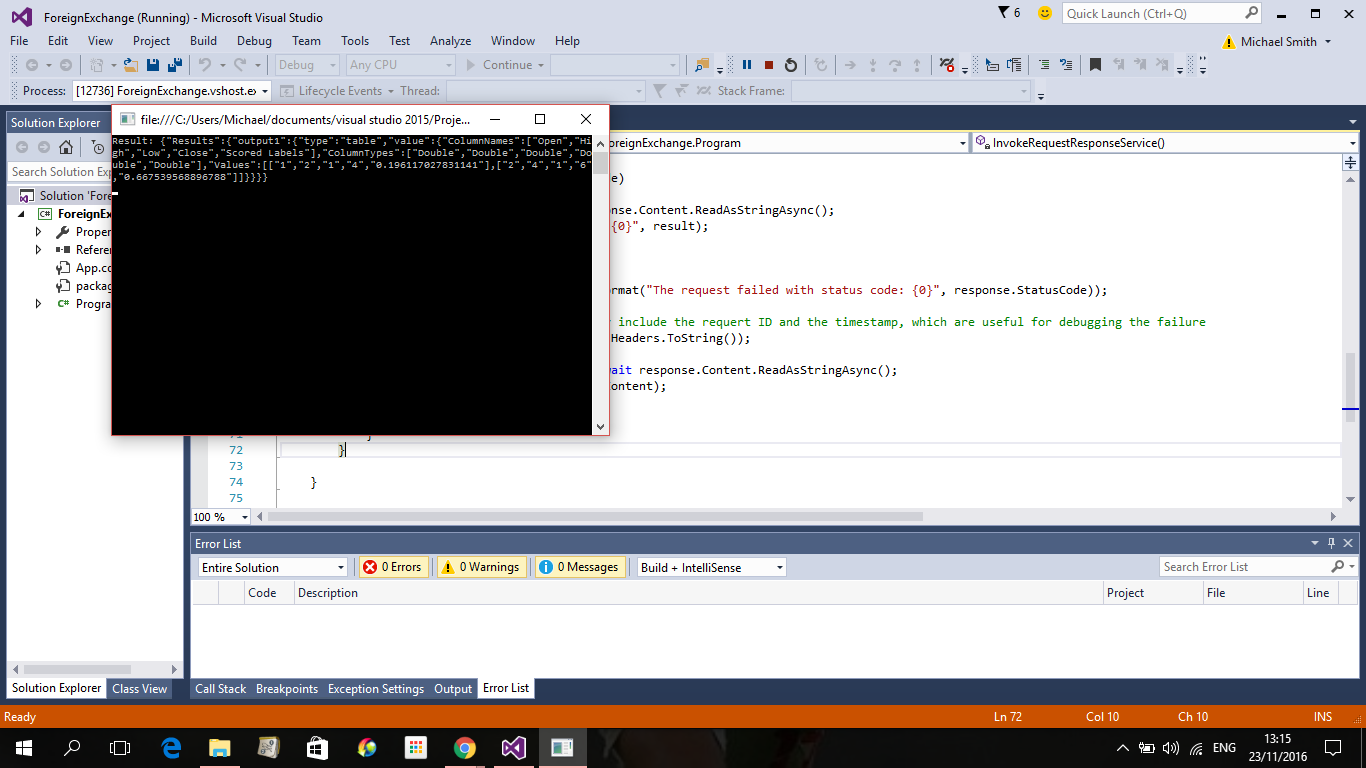 ForeignExchange (Running) - Microsoft Visual Studio
6
Quick Launch (Ctrl+Q)
File Edit View Project Build Debug Team Tools Test Analyze Window Help
Michael Smith
Debug Any CPU Continue
Process: [12736] ForeignExchange.vshost.ex Lifecycle Events Thread: Stack Frame:
Solution Explorer
Search Solution Exp
Solution 'Fore
ForeignEx
Proper
Referer
App.co
packag
Progra
file:///C:/Users/Michael/documents/visual studio 2015/Proje...
Result: {"Results":{"output1":{"type":"table","value":{"ColumnNames":["Open","Hi
gh","Low","Close","Scored Labels"],"ColumnTypes":["Double","Double","Double","Do
uble","Double"],"Values":[["1","2","1","4","0.196117027831141"],["2","4","1","6"
,"0.667539568896788"]]}}}}
oreignExchange.Program
InvokeRequestResponseService()
e)
nse.Content.ReadAsStringAsync();
{0}", result);
rmat("The request failed with status code: {0}", response.StatusCode));
include the requert ID and the timestamp, which are useful for debugging the failure
Headers.ToString());
ait response.Content.ReadAsStringAsync();
ontent);
71 }
72 }
73
74 }
75
100 %
Error List
Entire Solution 0 Errors 0 Warnings 0 Messages Build + IntelliSense Search Error List
Code Description Project File Line
Solution Explorer Class View
Call Stack Breakpoints Exception Settings Output Error List
Ready Ln 72 Col 10 Ch 10 INS
ENG
13:15
23/11/2016